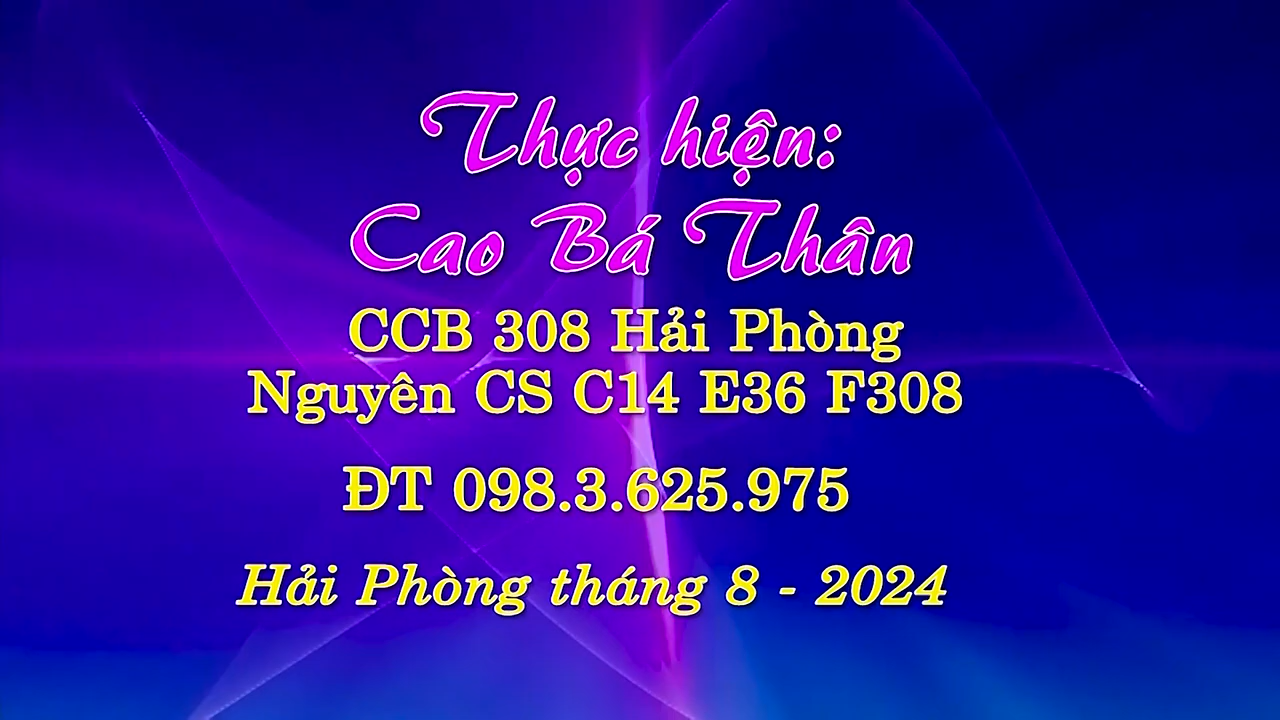 Thực hiện:
Cao Bá Thân
CCB 308 Hải Phòng
Nguyên CS C14 E36 F308
ĐT 098.3.625.975
Hải Phòng tháng 8 - 2024